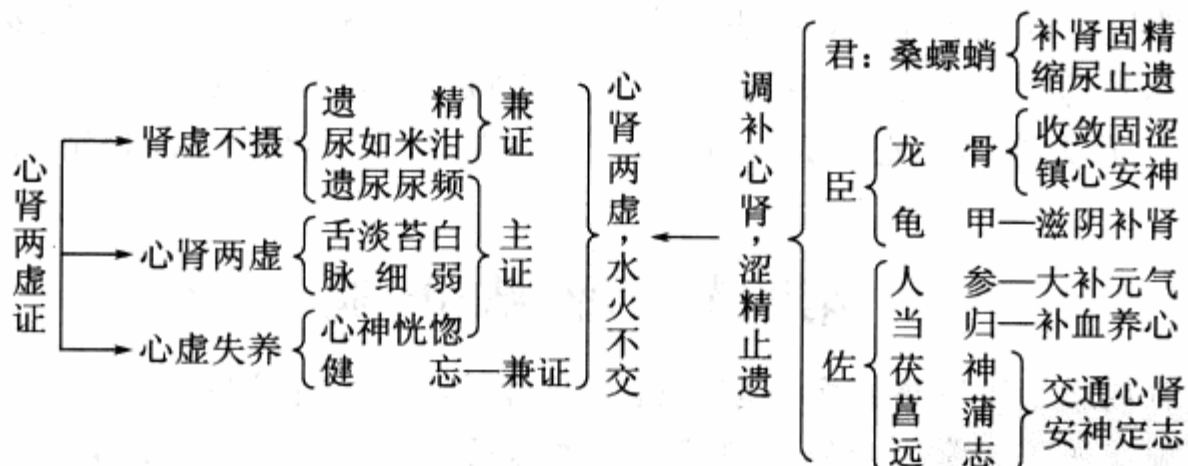 心肾两虚证
肾虚不摄
遗 精
尿如米泔
遗尿尿频
兼证
心肾两虚
舌淡苔白
脉细弱
主证
心虚失养
心神恍惚
健 忘—兼证
心肾两虚，水火不交
调补心肾，涩精止遗
君：桑螵蛸
补肾固精
缩尿止遗
臣
龙 骨
收敛固涩
镇心安神
龟 甲—滋阴补肾
佐
人 参—大补元气
当 归—补血养心
茯 神
菖 蒲
远 志
交通心肾
安神定志